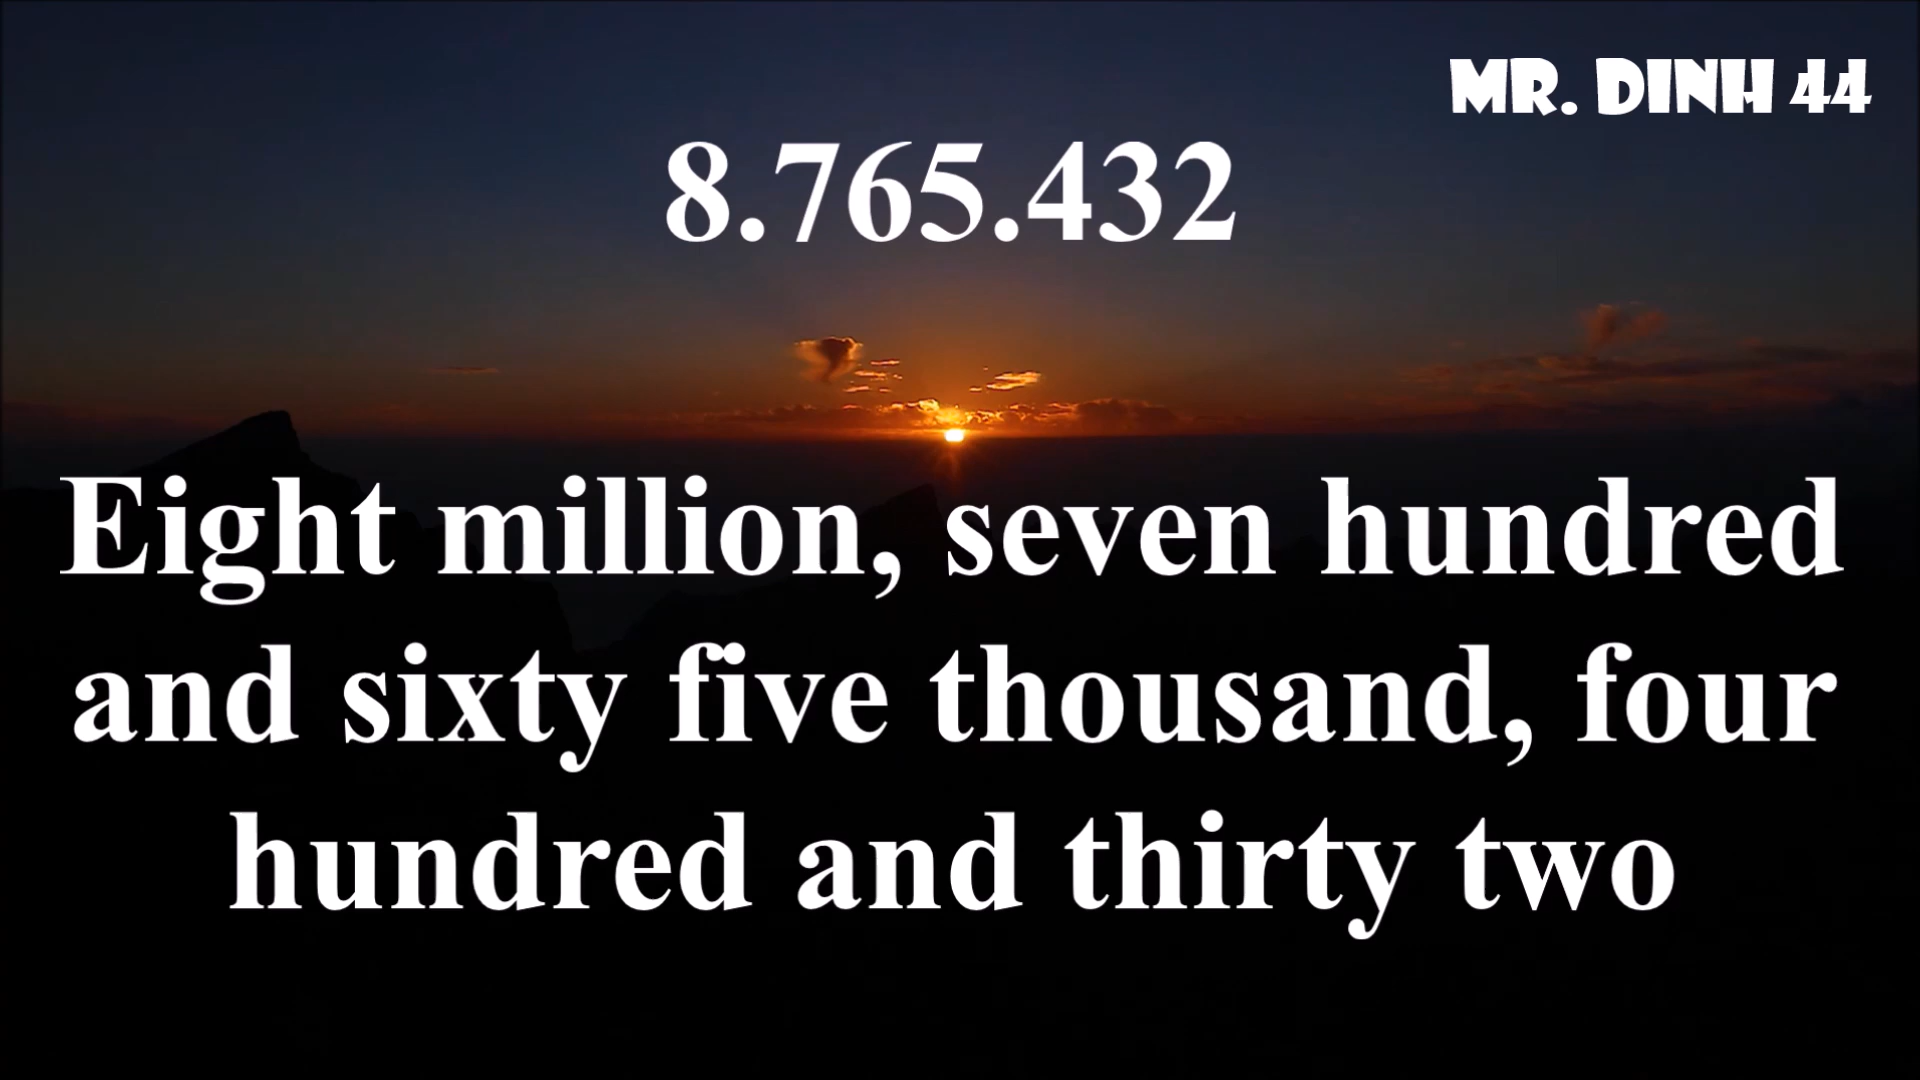 MR. DINH 44
8.765.432
Eight million, seven hundred
and sixty five thousand, four
hundred and thirty two